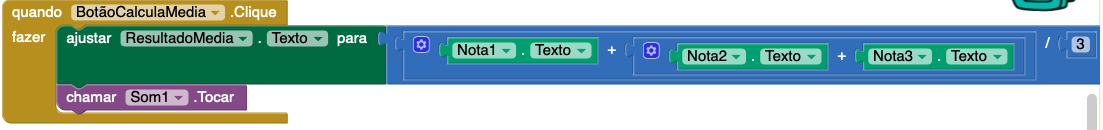 quando BotãoCalculaMedia .Clique
fazer ajustar ResultadoMedia . Texto para Nota1 . Texto + Nota2 . Texto + Nota3 . Texto / 3
chamar Som1 .Tocar